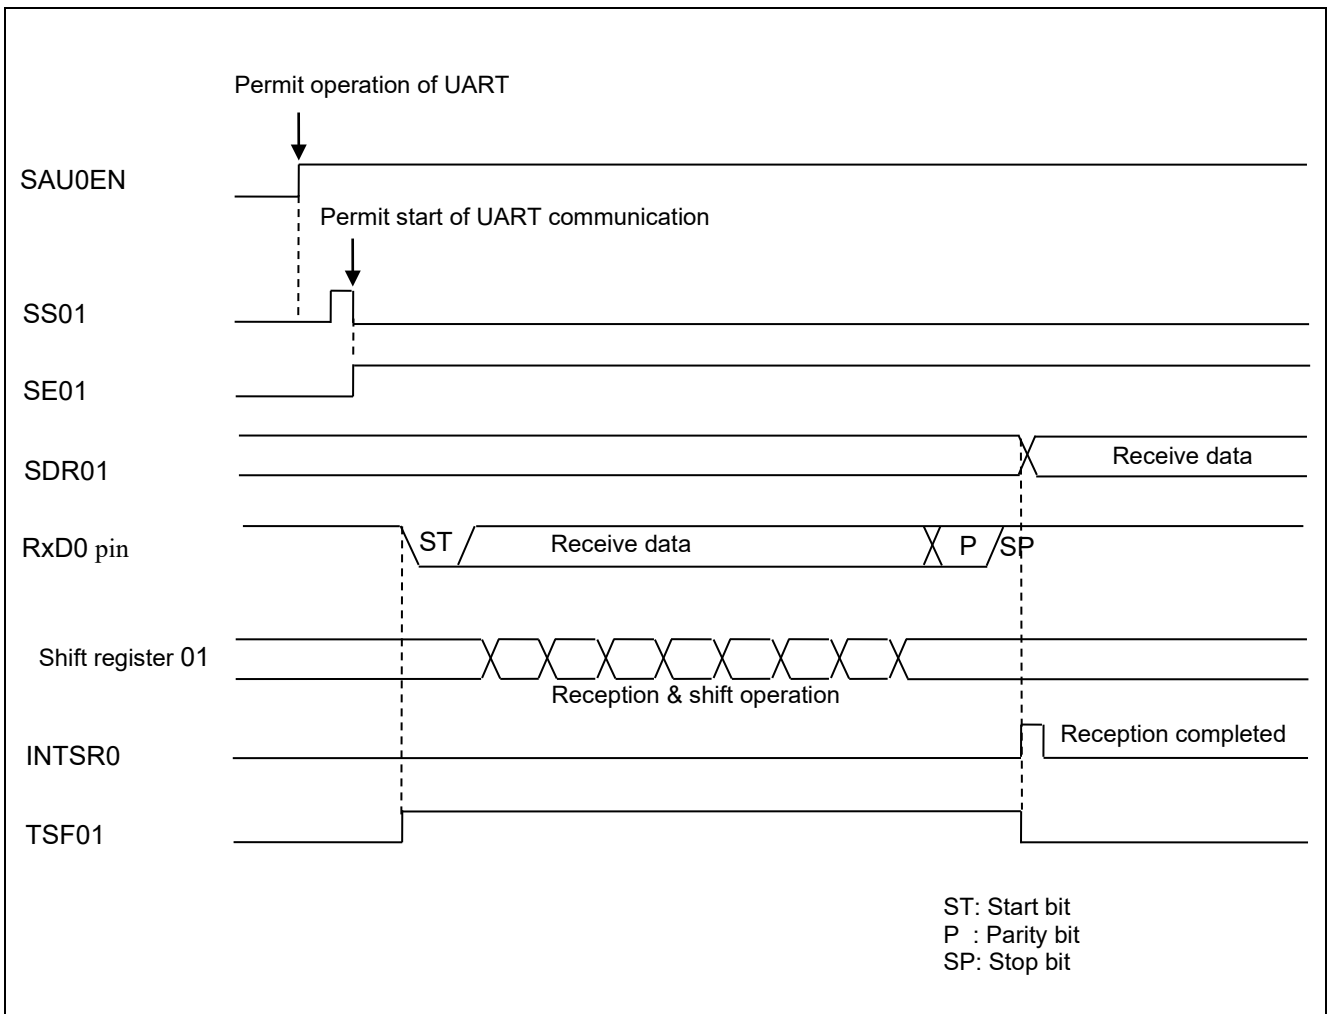 Permit operation of UART
SAU0EN
Permit start of UART communication
SS01
SE01
SDR01
Receive data
RxD0 pin
ST
Receive data
P
SP
Shift register 01
Reception & shift operation
INTSR0
Reception completed
TSF01
ST: Start bit
P : Parity bit
SP: Stop bit